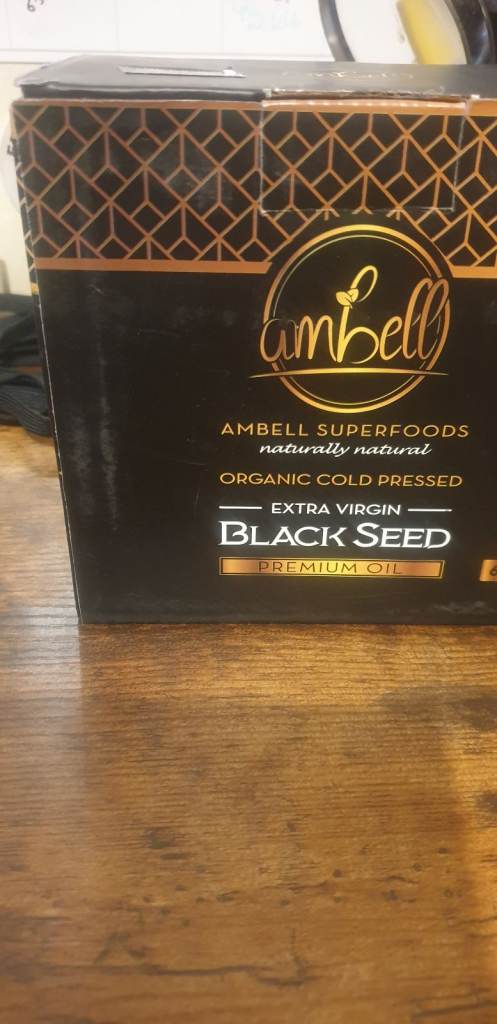 ambell
AMBELL SUPERFOODS
naturally natural
ORGANIC COLD PRESSED
EXTRA VIRGIN
BLACK SEED
PREMIUM OIL